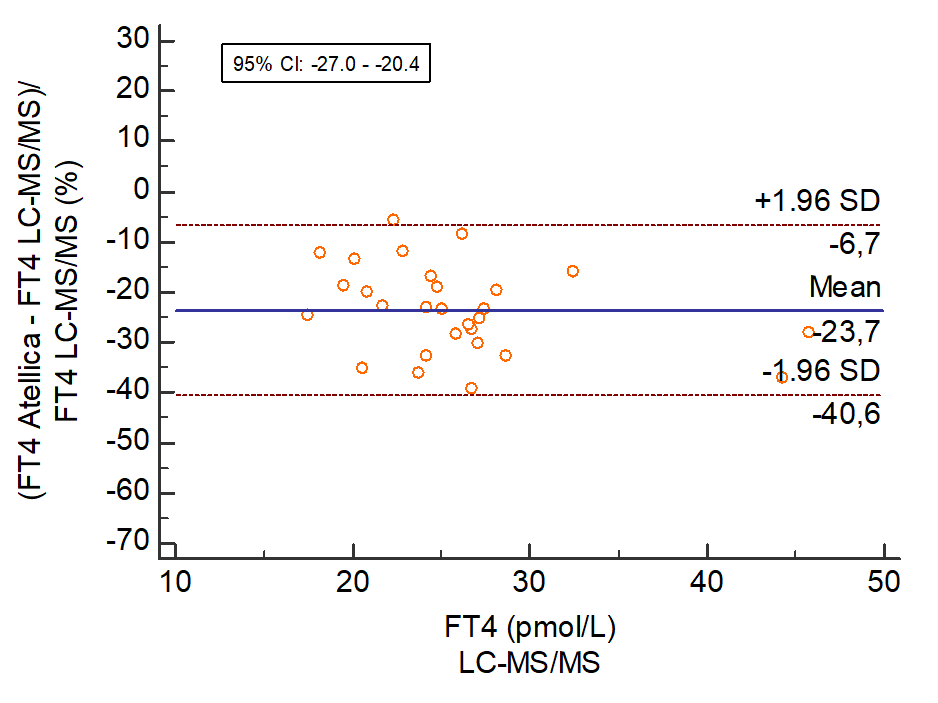 (FT4 Atellica - FT4 LC-MS/MS)/
FT4 LC-MS/MS (%)
30
20
10
0
-10
-20
-30
-40
-50
-60
-70
95% CI: -27.0 - -20.4
+1.96 SD
-6,7
Mean
-23,7
-1.96 SD
-40,6
10 20 30 40 50
FT4 (pmol/L)
LC-MS/MS